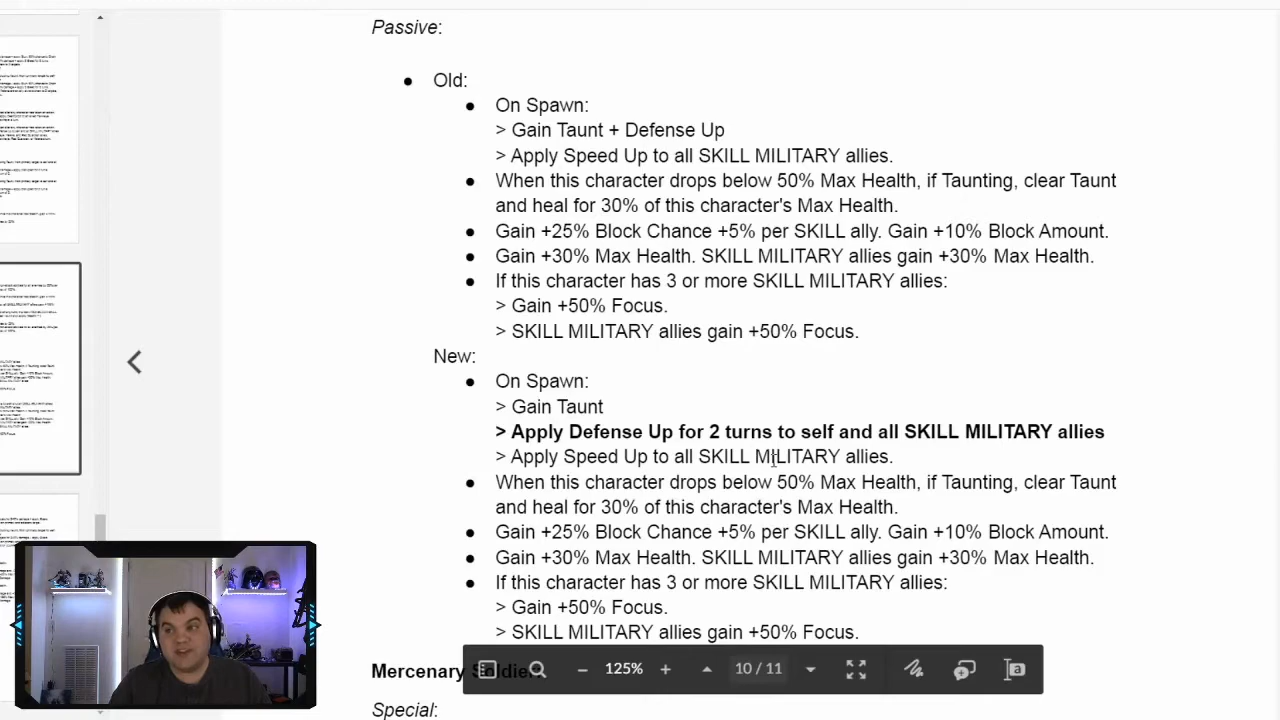 Passive:
Old:
On Spawn:
> Gain Taunt + Defense Up
> Apply Speed Up to all SKILL MILITARY allies.
When this character drops below 50% Max Health, if Taunting, clear Taunt
and heal for 30% of this character's Max Health.
Gain +25% Block Chance +5% per SKILL ally. Gain +10% Block Amount.
Gain +30% Max Health. SKILL MILITARY allies gain +30% Max Health.
If this character has 3 or more SKILL MILITARY allies:
> Gain +50% Focus.
> SKILL MILITARY allies gain +50% Focus.
New:
On Spawn:
> Gain Taunt
> Apply Defense Up for 2 turns to self and all SKILL MILITARY allies
> Apply Speed Up to all SKILL MILITARY allies.
When this character drops below 50% Max Health, if Taunting, clear Taunt
and heal for 30% of this character's Max Health.
Gain +25% Block Chance +5% per SKILL ally. Gain +10% Block Amount.
Gain +30% Max Health. SKILL MILITARY allies gain +30% Max Health.
If this character has 3 or more SKILL MILITARY allies:
> Gain +50% Focus.
> SKILL MILITARY allies gain +50% Focus.
Mercenary Soldier
125%
10 / 11
Special: